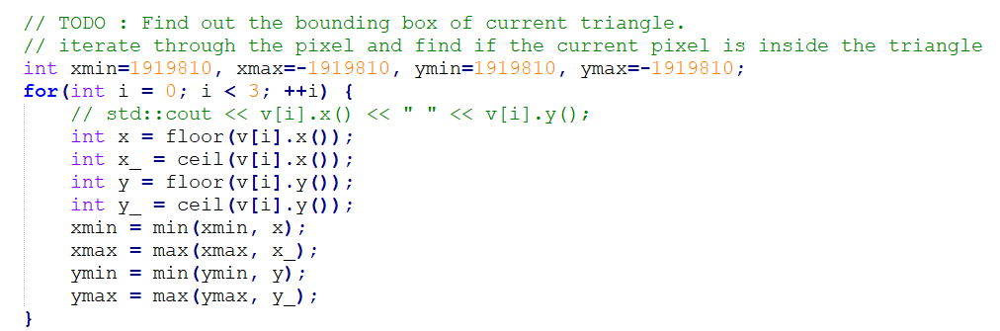 // TODO : Find out the bounding box of current triangle.
// iterate through the pixel and find if the current pixel is inside the triangle
int xmin=1919810, xmax=-1919810, ymin=1919810, ymax=-1919810;
for(int i = 0; i < 3; ++i) {
    // std::cout << v[i].x() << " " << v[i].y();
    int x = floor(v[i].x());
    int x_ = ceil(v[i].x());
    int y = floor(v[i].y());
    int y_ = ceil(v[i].y());
    xmin = min(xmin, x);
    xmax = max(xmax, x_);
    ymin = min(ymin, y);
    ymax = max(ymax, y_);
}